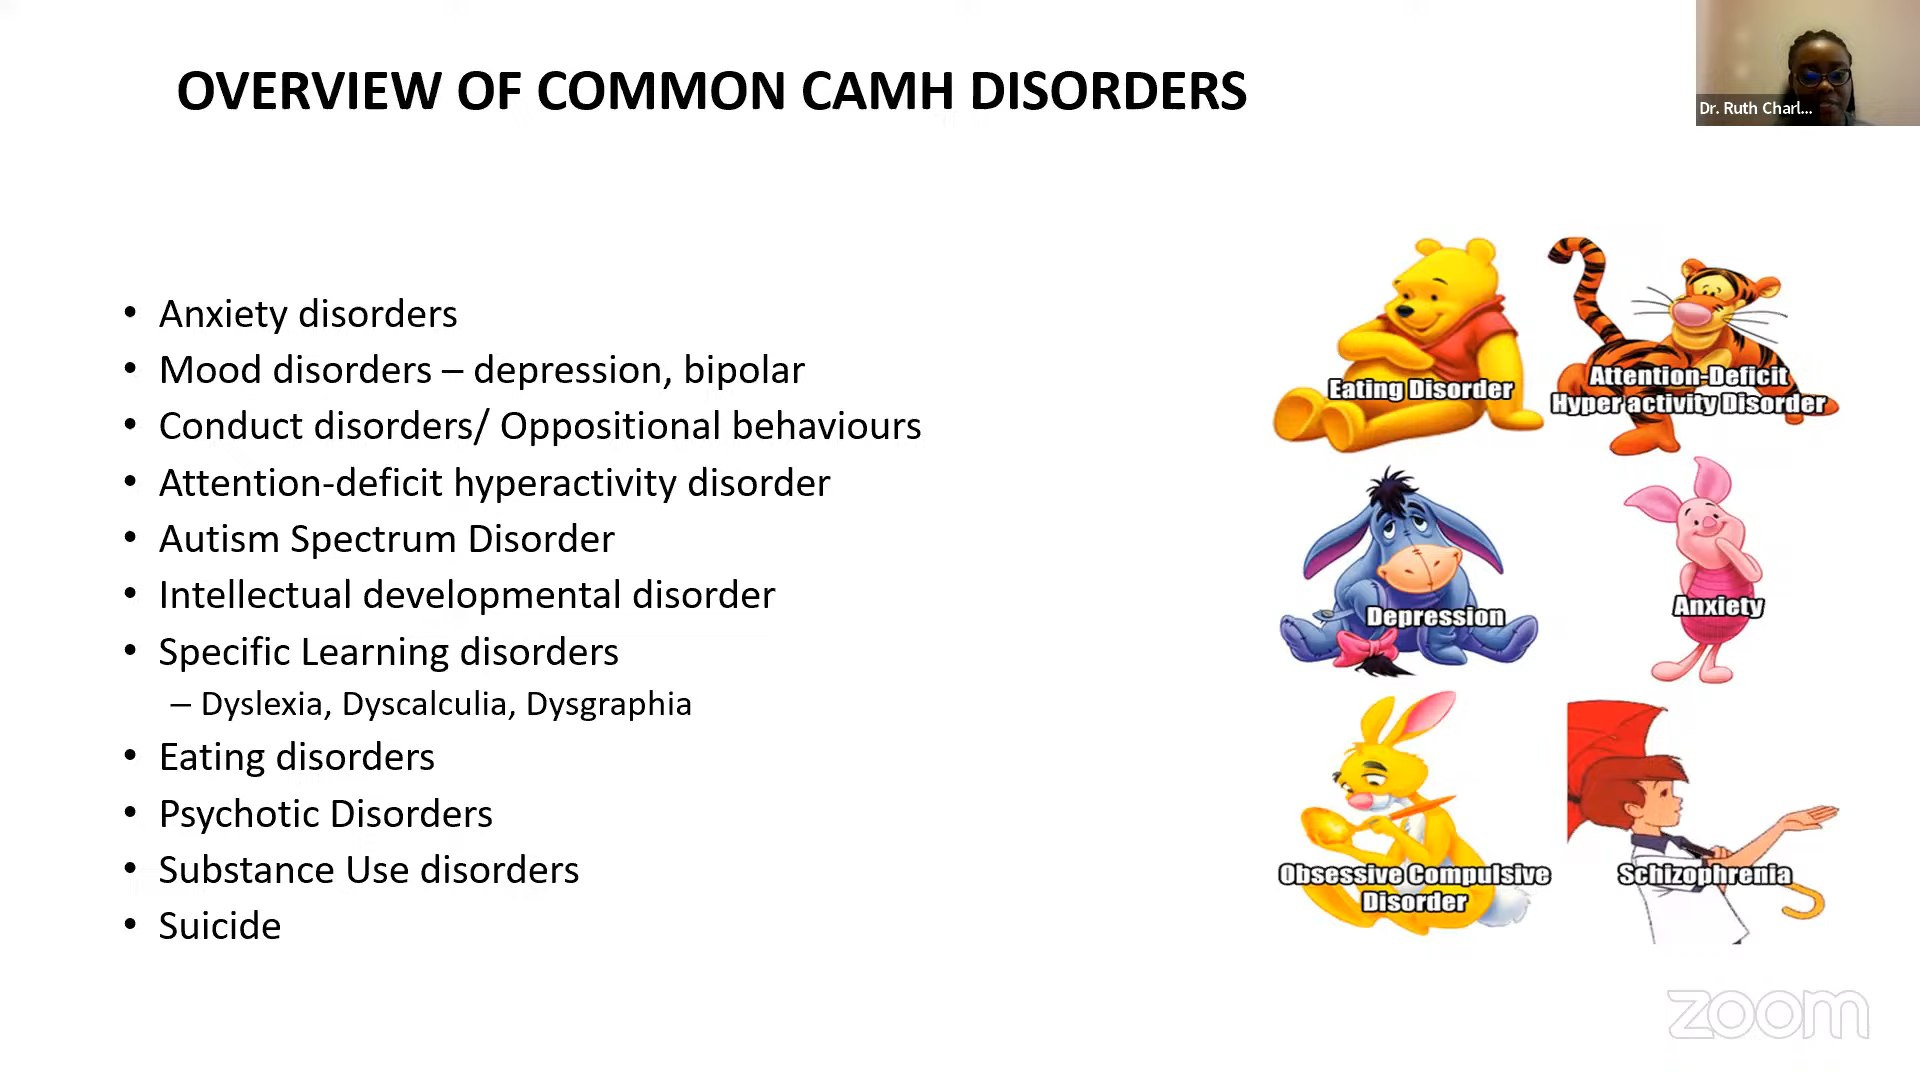 OVERVIEW OF COMMON CAMH DISORDERS
Dr. Ruth Charl...
• Anxiety disorders
• Mood disorders – depression, bipolar
• Conduct disorders/ Oppositional behaviours
• Attention-deficit hyperactivity disorder
• Autism Spectrum Disorder
• Intellectual developmental disorder
• Specific Learning disorders
– Dyslexia, Dyscalculia, Dysgraphia
• Eating disorders
• Psychotic Disorders
• Substance Use disorders
• Suicide
Eating Disorder
Attention-Deficit
Hyperactivity Disorder
Depression
Anxiety
Obsessive Compulsive
Disorder
Schizophrenia
zoom